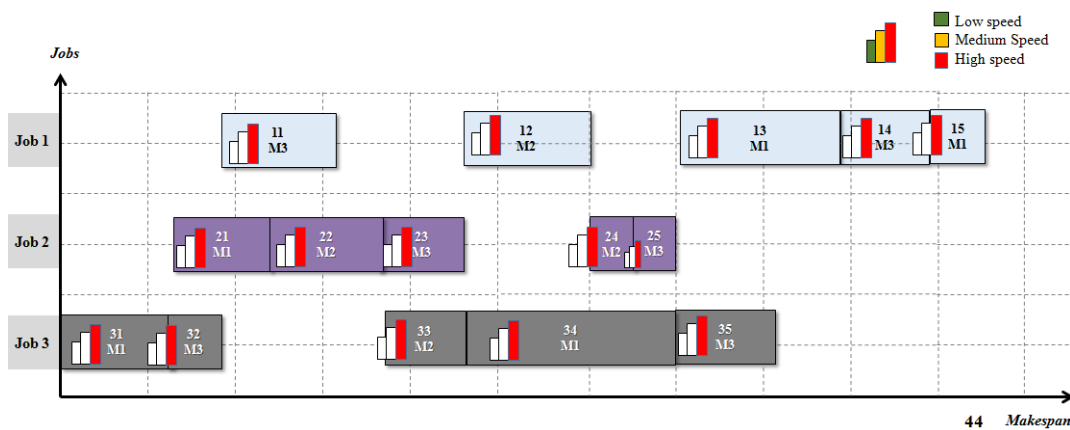 Low speed
Medium Speed
High speed
Jobs
Job 1
11
M3
12
M2
13
M1
14
M3
15
M1
Job 2
21
M1
22
M2
23
M3
24
M2
25
M3
Job 3
31
M1
32
M3
33
M2
34
M1
35
M3
44 Makespan